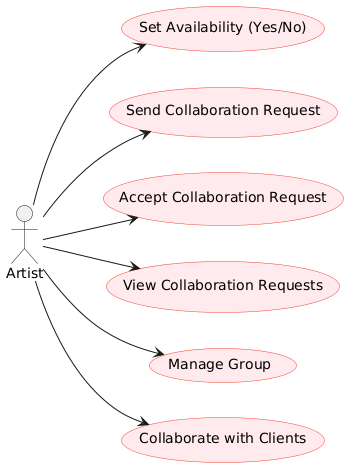 Set Availability (Yes/No)
Send Collaboration Request
Accept Collaboration Request
Artist
View Collaboration Requests
Manage Group
Collaborate with Clients